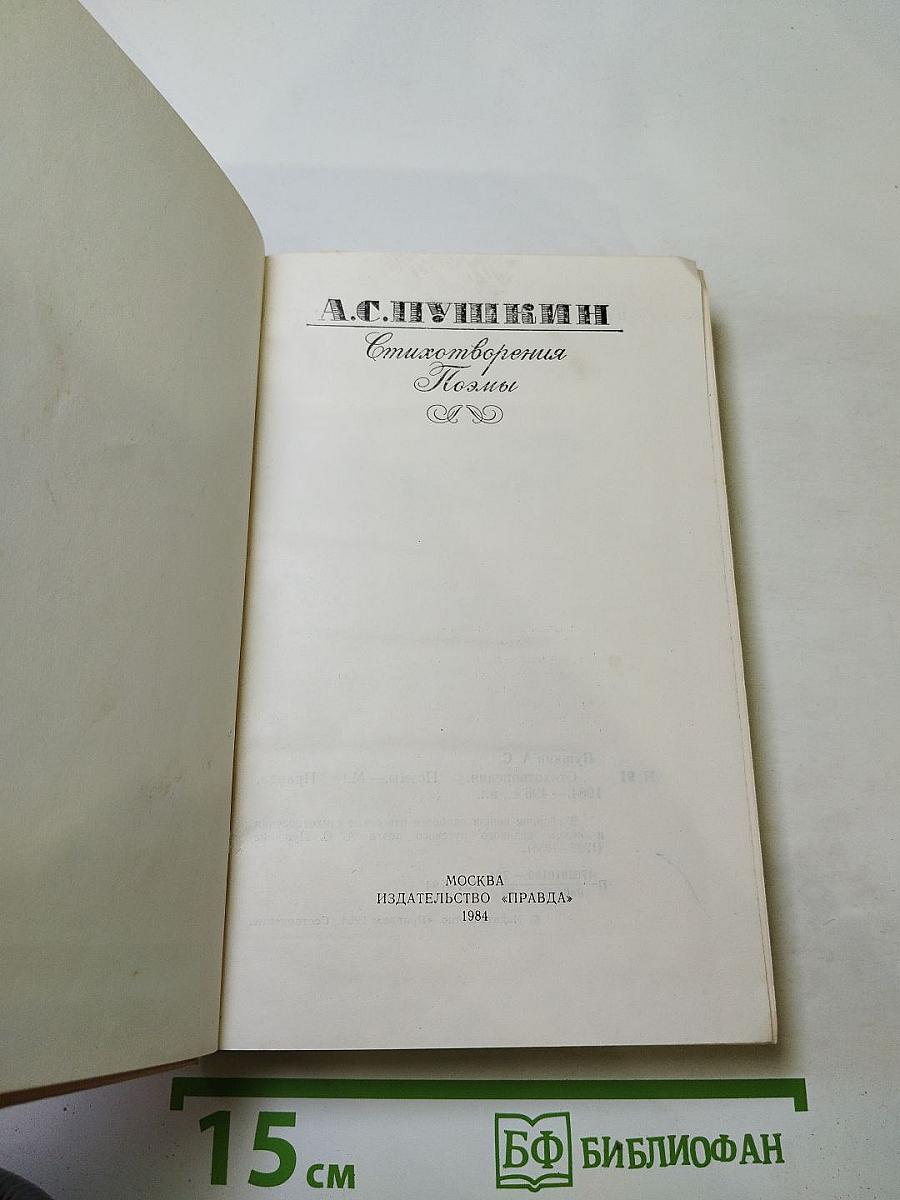 А.С.ПУШКИН
Стихотворения
Поэмы
МОСКВА
ИЗДАТЕЛЬСТВО «ПРАВДА»
1984
15 см
БФ БИБЛИОФАН